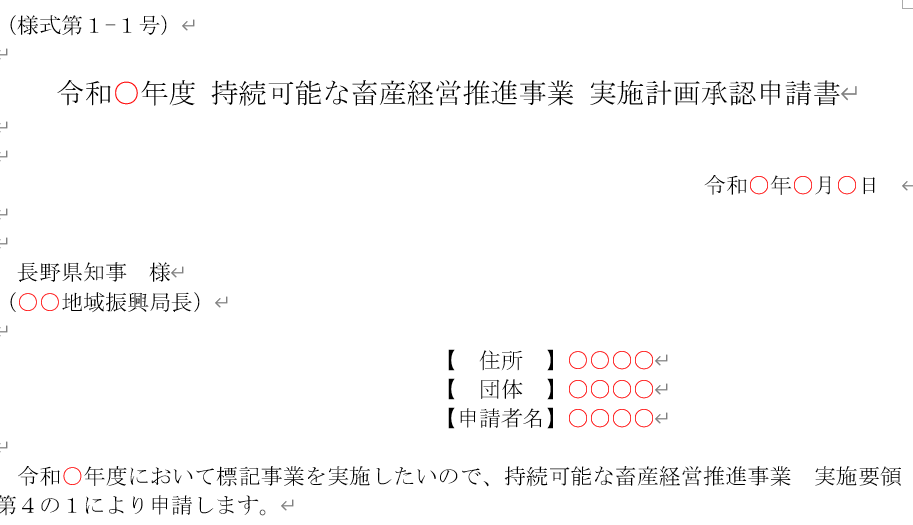 （様式第１−１号）
令和〇年度 持続可能な畜産経営推進事業 実施計画承認申請書
令和〇年〇月〇日
長野県知事　様
（〇〇地域振興局長）
【　住所　】〇〇〇〇
【　団体　】〇〇〇〇
【申請者名】〇〇〇〇
令和〇年度において標記事業を実施したいので、持続可能な畜産経営推進事業　実施要領
第４の１により申請します。